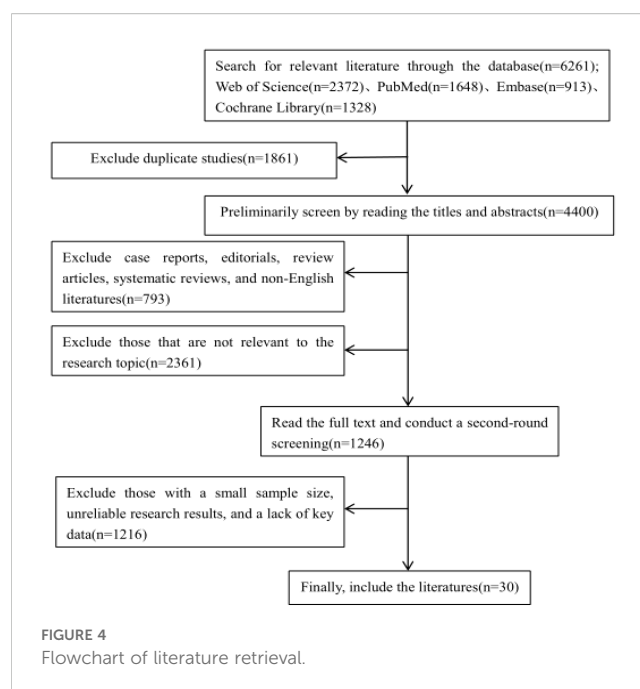 Search for relevant literature through the database(n=6261);
Web of Science(n=2372)、PubMed(n=1648)、Embase(n=913)、
Cochrane Library(n=1328)
Exclude duplicate studies(n=1861)
Preliminarily screen by reading the titles and abstracts(n=4400)
Exclude case reports, editorials, review
articles, systematic reviews, and non-English
literatures(n=793)
Exclude those that are not relevant to the
research topic(n=2361)
Read the full text and conduct a second-round
screening(n=1246)
Exclude those with a small sample size,
unreliable research results, and a lack of key
data(n=1216)
Finally, include the literatures(n=30)
FIGURE 4
Flowchart of literature retrieval.